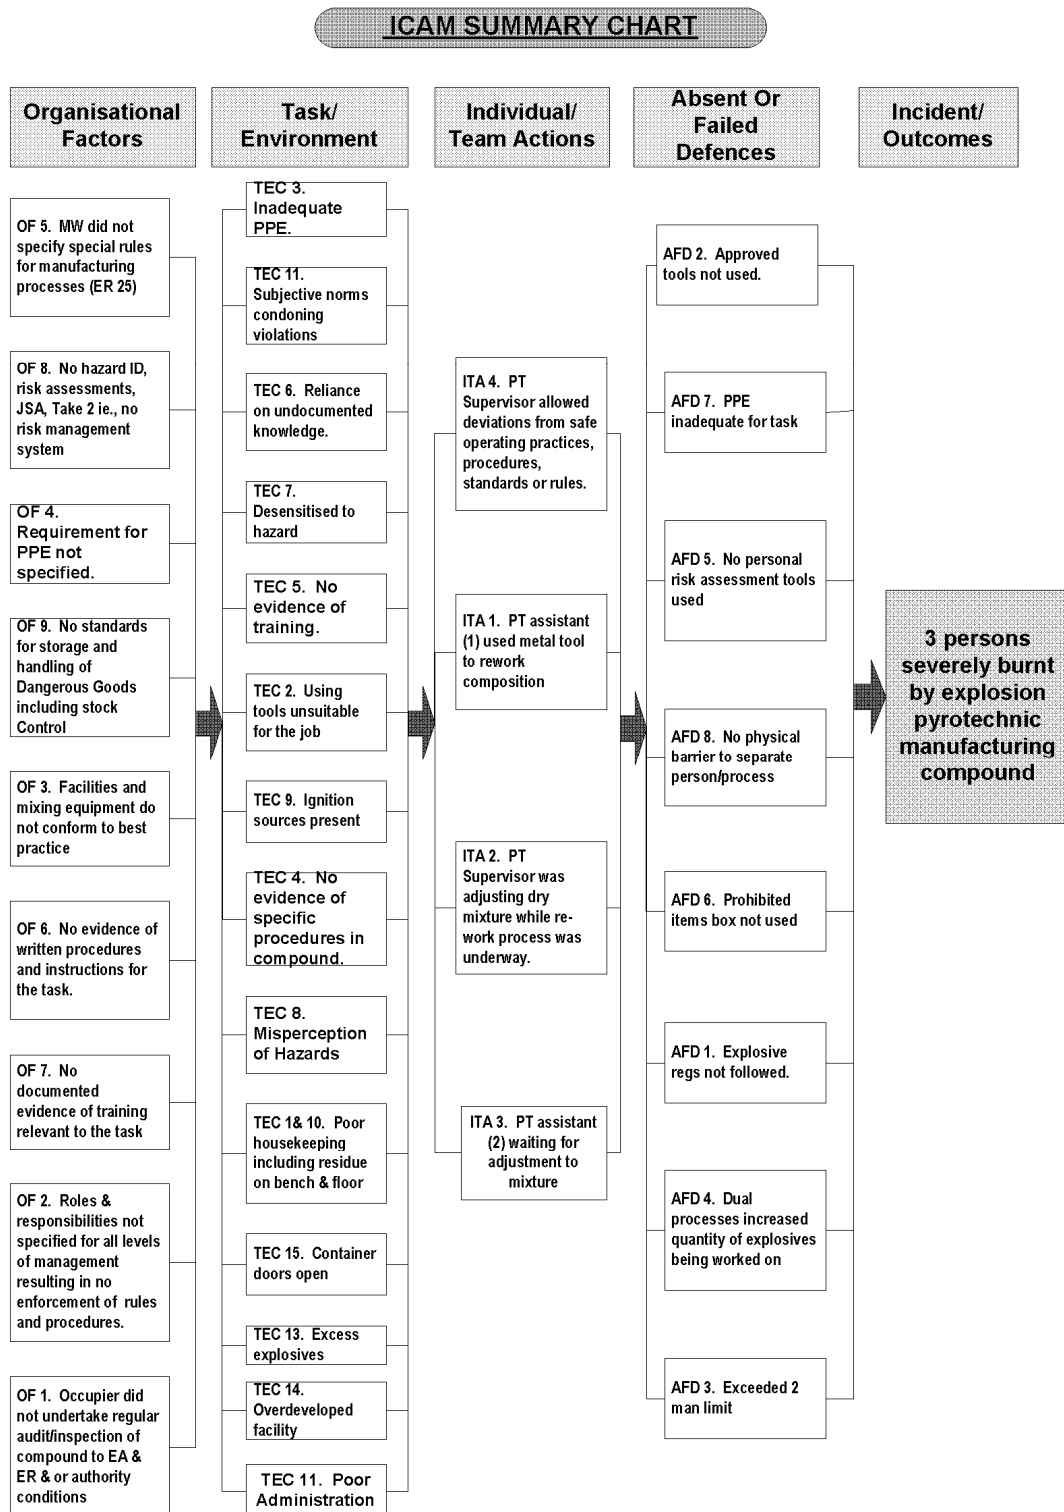 ICAM SUMMARY CHART
Organisational
Factors
Task/
Environment
Individual/
Team Actions
Absent Or
Failed
Defences
Incident/
Outcomes
OF 5. MW did not
specify special rules
for manufacturing
processes (ER 25)
OF 8. No hazard ID,
risk assessments,
JSA, Take 2 ie., no
risk management
system
OF 4.
Requirement for
PPE not
specified.
OF 9. No standards
for storage and
handling of
Dangerous Goods
including stock
Control
OF 3. Facilities and
mixing equipment do
not conform to best
practice
OF 6. No evidence of
written procedures
and instructions for
the task.
OF 7. No
documented
evidence of training
relevant to the task
OF 2. Roles &
responsibilities not
specified for all levels
of management
resulting in no
enforcement of rules
and procedures.
OF 1. Occupier did
not undertake regular
audit/inspection of
compound to EA &
ER & or authority
conditions
TEC 3.
Inadequate
PPE.
TEC 11.
Subjective norms
condoning
violations
TEC 6. Reliance
on undocumented
knowledge.
TEC 7.
Desensitised to
hazard
TEC 5. No
evidence of
training.
TEC 2. Using
tools unsuitable
for the job
TEC 9. Ignition
sources present
TEC 4. No
evidence of
specific
procedures in
compound.
TEC 8.
Misperception
of Hazards
TEC 1& 10. Poor
housekeeping
including residue
on bench & floor
TEC 15. Container
doors open
TEC 13. Excess
explosives
TEC 14.
Overdeveloped
facility
TEC 11. Poor
Administration
ITA 4. PT
Supervisor allowed
deviations from safe
operating practices,
procedures,
standards or rules.
ITA 1. PT assistant
(1) used metal tool
to rework
composition
ITA 2. PT
Supervisor was
adjusting dry
mixture while re-
work process was
underway.
ITA 3. PT assistant
(2) waiting for
adjustment to
mixture
AFD 2. Approved
tools not used.
AFD 7. PPE
inadequate for task
AFD 5. No personal
risk assessment tools
used
AFD 8. No physical
barrier to separate
person/process
AFD 6. Prohibited
items box not used
AFD 1. Explosive
regs not followed.
AFD 4. Dual
processes increased
quantity of explosives
being worked on
AFD 3. Exceeded 2
man limit
3 persons
severely burnt
by explosion
pyrotechnic
manufacturing
compound